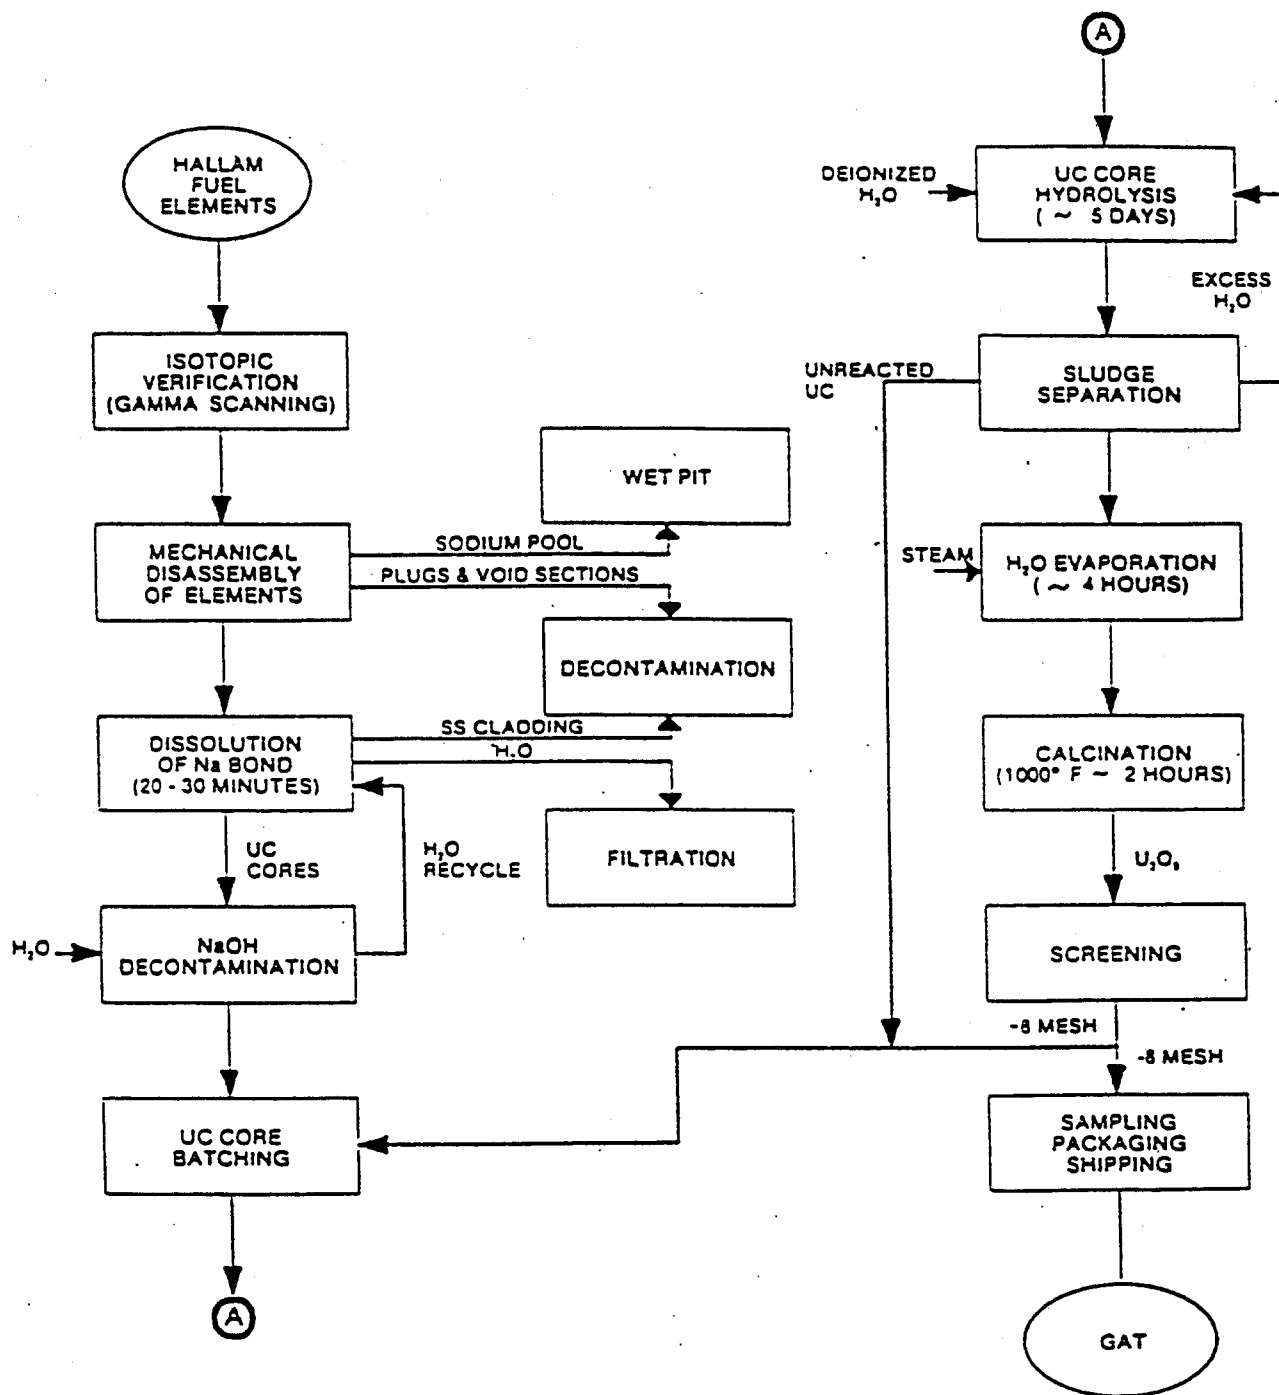 HALLAM
FUEL
ELEMENTS
ISOTOPIC
VERIFICATION
(GAMMA SCANNING)
MECHANICAL
DISASSEMBLY
OF ELEMENTS
SODIUM POOL
PLUGS & VOID SECTIONS
WET PIT
DECONTAMINATION
DISSOLUTION
OF Na BOND
(20 - 30 MINUTES)
SS CLADDING
H₂O
FILTRATION
UC
CORES
H₂O
RECYCLE
H₂O
NaOH
DECONTAMINATION
UC CORE
BATCHING
A
A
DEIONIZED
H₂O
UC CORE
HYDROLYSIS
( ~ 5 DAYS)
EXCESS
H₂O
UNREACTED
UC
SLUDGE
SEPARATION
STEAM
H₂O EVAPORATION
( ~ 4 HOURS)
CALCINATION
(1000° F ~ 2 HOURS)
U₃O₈
SCREENING
-8 MESH
-8 MESH
SAMPLING
PACKAGING
SHIPPING
GAT